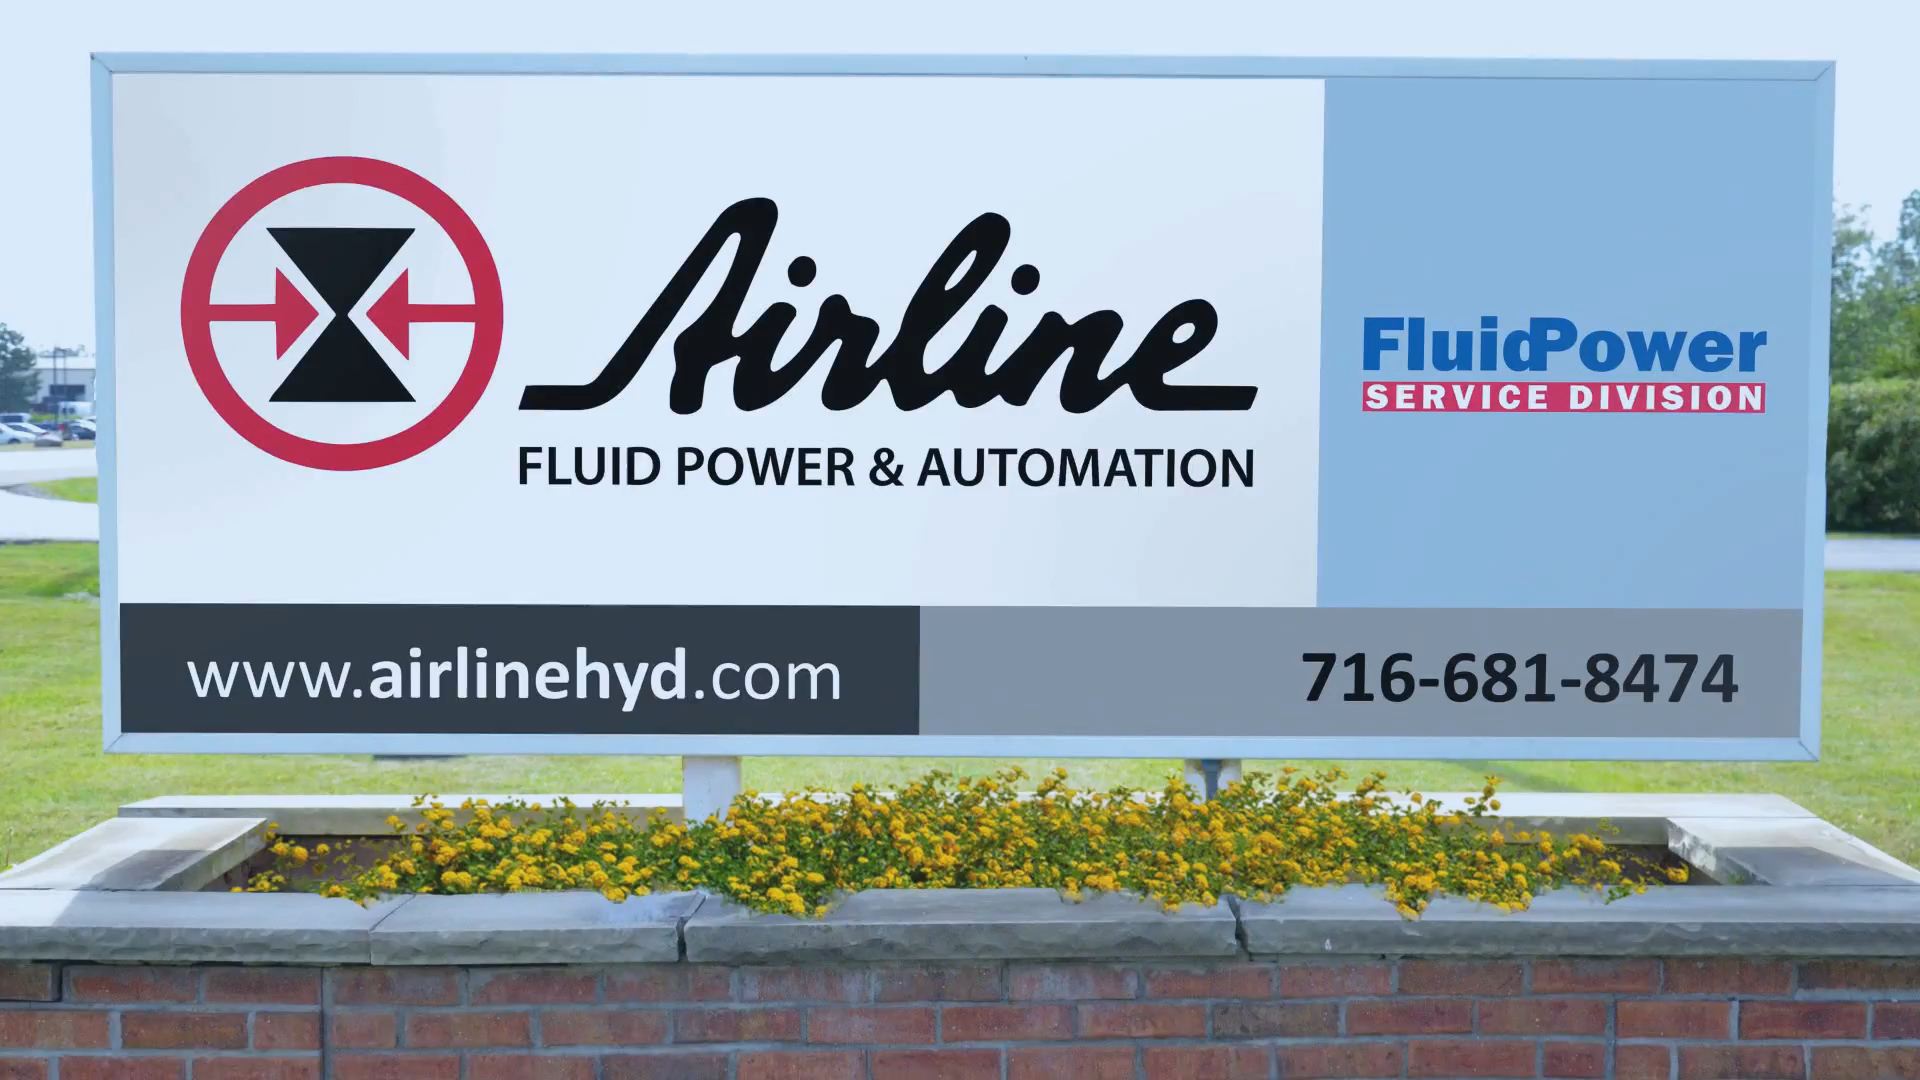 Airline
FLUID POWER & AUTOMATION
FluidPower
SERVICE DIVISION
www.airlinehyd.com
716-681-8474